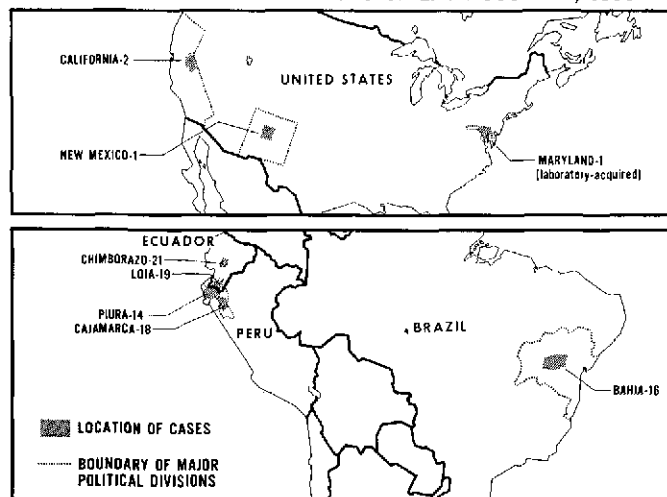 CALIFORNIA-2
UNITED STATES
NEW MEXICO-1
MARYLAND-1
(laboratory-acquired)
ECUADOR
CHIMBORAZO-21
LOJA-19
PIURA-14
CAJAMARCA-18
PERU
BRAZIL
BAHIA-16
LOCATION OF CASES
BOUNDARY OF MAJOR
POLITICAL DIVISIONS